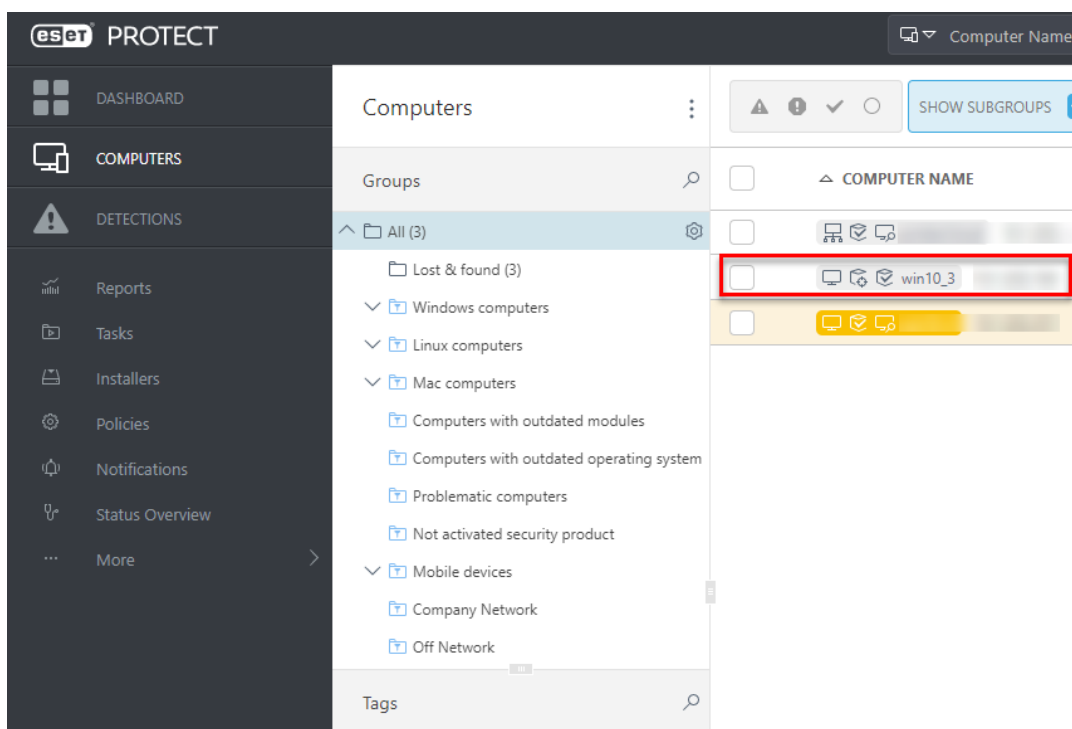 eset PROTECT
Computer Name
DASHBOARD
COMPUTERS
DETECTIONS
Reports
Tasks
Installers
Policies
Notifications
Status Overview
More
Computers
Groups
All (3)
Lost & found (3)
Windows computers
Linux computers
Mac computers
Computers with outdated modules
Computers with outdated operating system
Problematic computers
Not activated security product
Mobile devices
Company Network
Off Network
Tags
SHOW SUBGROUPS
COMPUTER NAME
win10_3